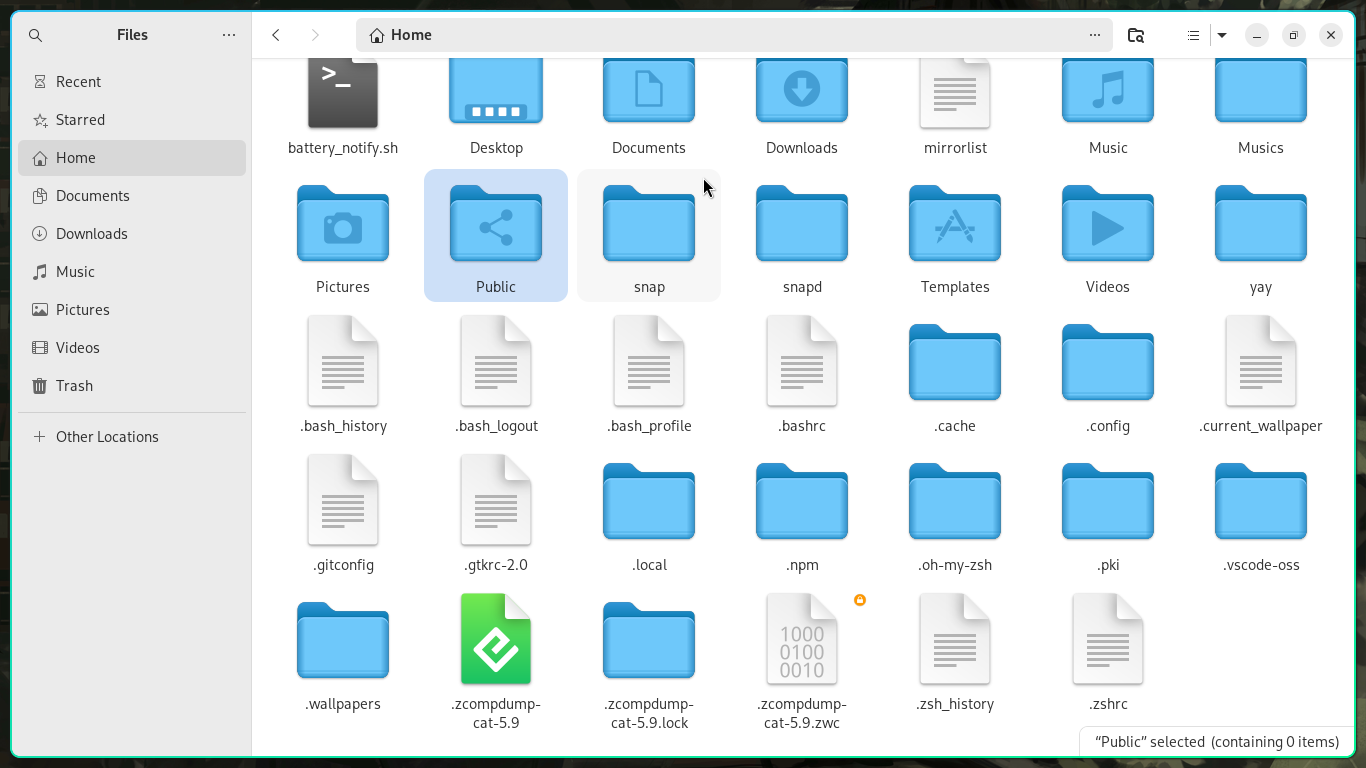 Files
Home
Recent
Starred
Home
Documents
Downloads
Music
Pictures
Videos
Trash
Other Locations
>_
battery_notify.sh
Desktop
Documents
Downloads
mirrorlist
Music
Musics
Pictures
Public
snap
snapd
Templates
Videos
yay
.bash_history
.bash_logout
.bash_profile
.bashrc
.cache
.config
.current_wallpaper
.gitconfig
.gtkrc-2.0
.local
.npm
.oh-my-zsh
.pki
.vscode-oss
1000
0100
0010
.wallpapers
.zcompdump-
cat-5.9
.zcompdump-
cat-5.9.lock
.zcompdump-
cat-5.9.zwc
.zsh_history
.zshrc
“Public” selected (containing 0 items)